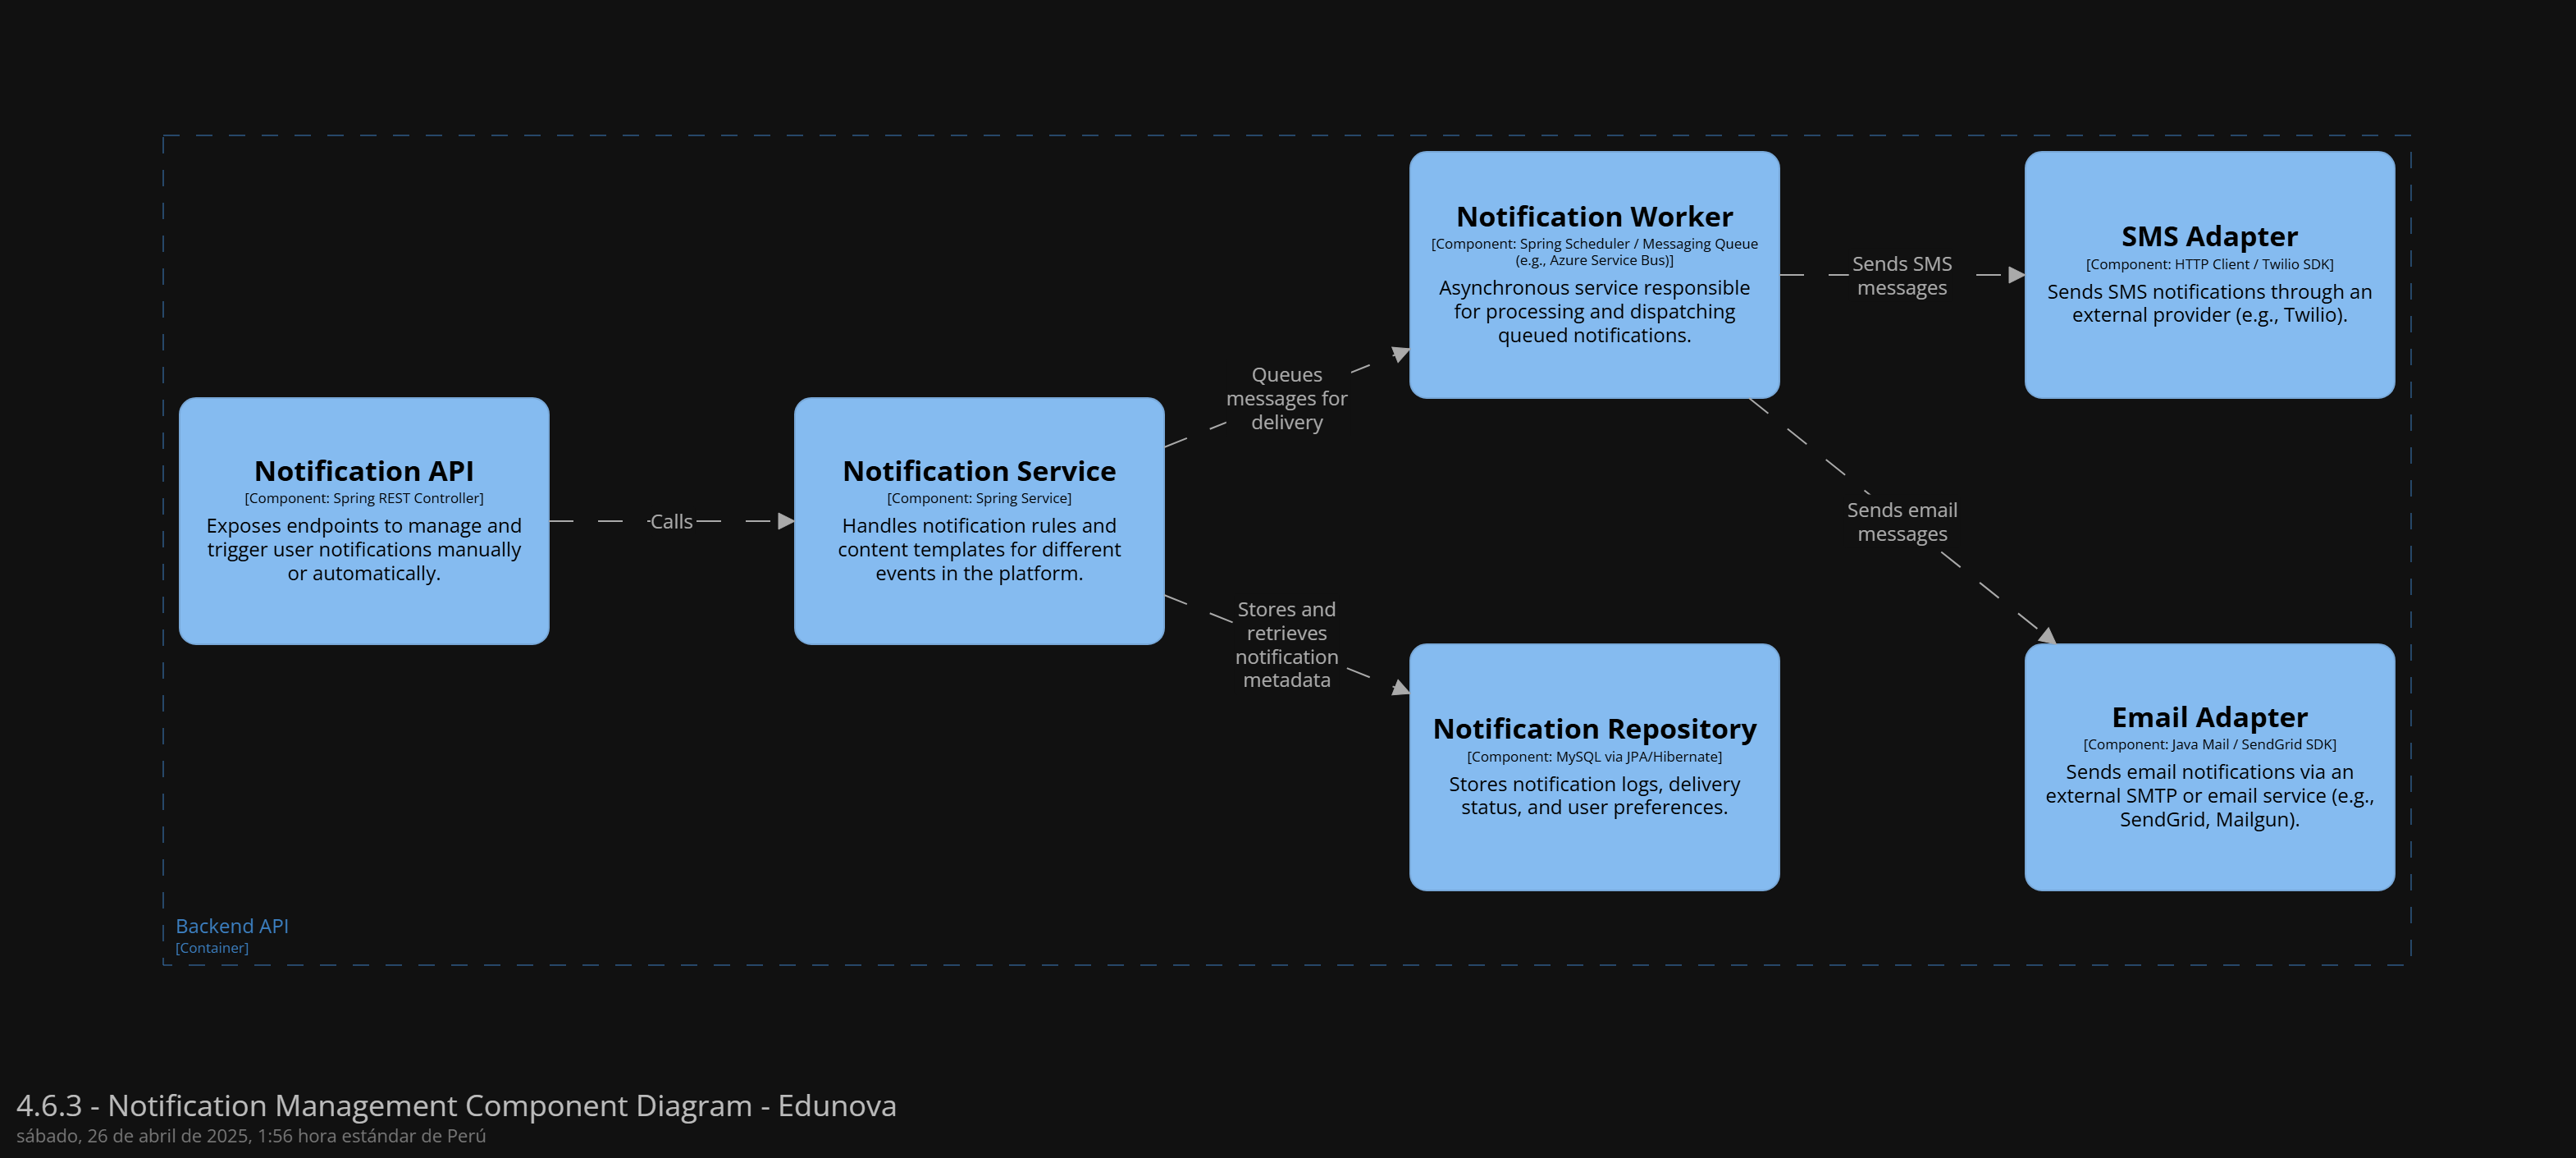 Notification Worker
[Component: Spring Scheduler / Messaging Queue
(e.g., Azure Service Bus)]
Asynchronous service responsible
for processing and dispatching
queued notifications.
Sends SMS
messages
SMS Adapter
[Component: HTTP Client / Twilio SDK]
Sends SMS notifications through an
external provider (e.g., Twilio).
Queues
messages for
delivery
Notification API
[Component: Spring REST Controller]
Exposes endpoints to manage and
trigger user notifications manually
or automatically.
Calls
Notification Service
[Component: Spring Service]
Handles notification rules and
content templates for different
events in the platform.
Sends email
messages
Stores and
retrieves
notification
metadata
Notification Repository
[Component: MySQL via JPA/Hibernate]
Stores notification logs, delivery
status, and user preferences.
Email Adapter
[Component: Java Mail / SendGrid SDK]
Sends email notifications via an
external SMTP or email service (e.g.,
SendGrid, Mailgun).
Backend API
[Container]
4.6.3 - Notification Management Component Diagram - Edunova
sábado, 26 de abril de 2025, 1:56 hora estándar de Perú